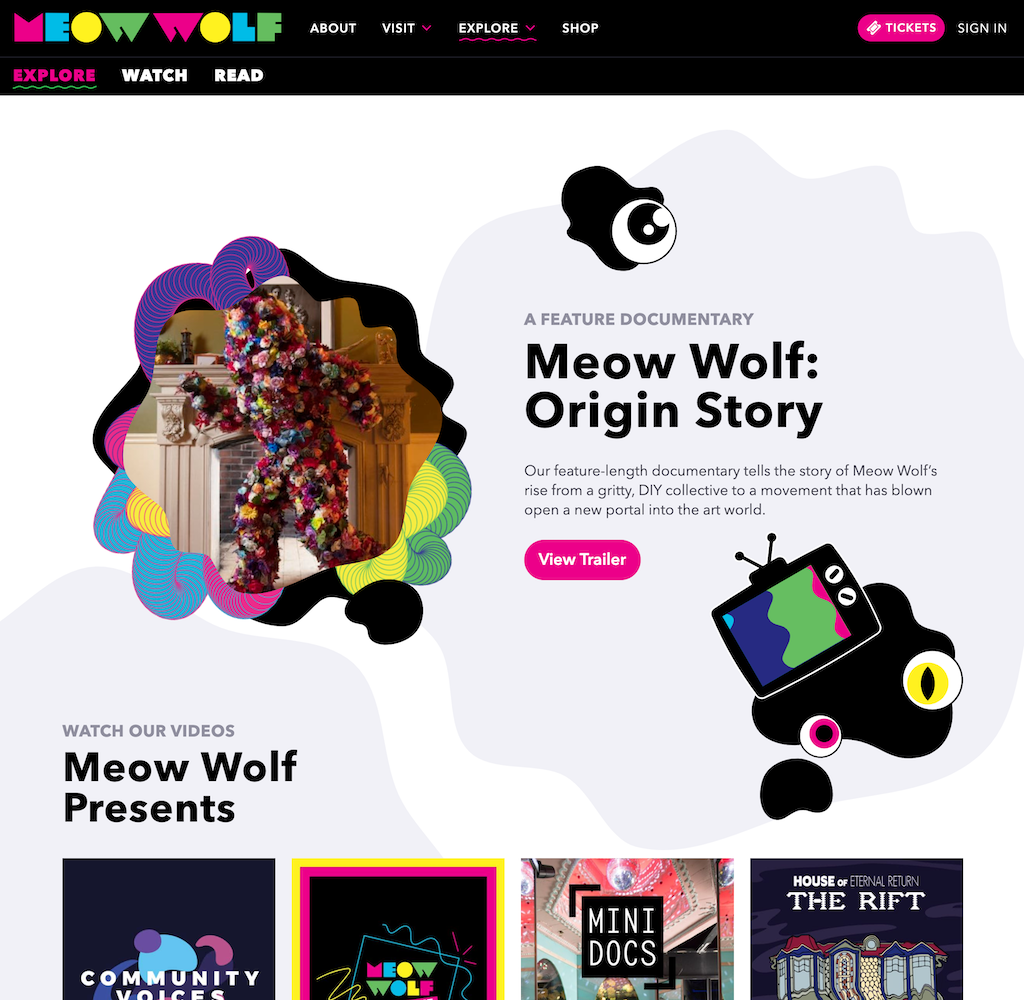 MEOW WOLF
ABOUT
VISIT
EXPLORE
SHOP
TICKETS
SIGN IN
EXPLORE
WATCH
READ
A FEATURE DOCUMENTARY
Meow Wolf:
Origin Story
Our feature-length documentary tells the story of Meow Wolf’s
rise from a gritty, DIY collective to a movement that has blown
open a new portal into the art world.
View Trailer
WATCH OUR VIDEOS
Meow Wolf
Presents
COMMUNITY
VOICES
MEOW
WOLF
MINI
DOCS
HOUSE OF ETERNAL RETURN
THE RIFT